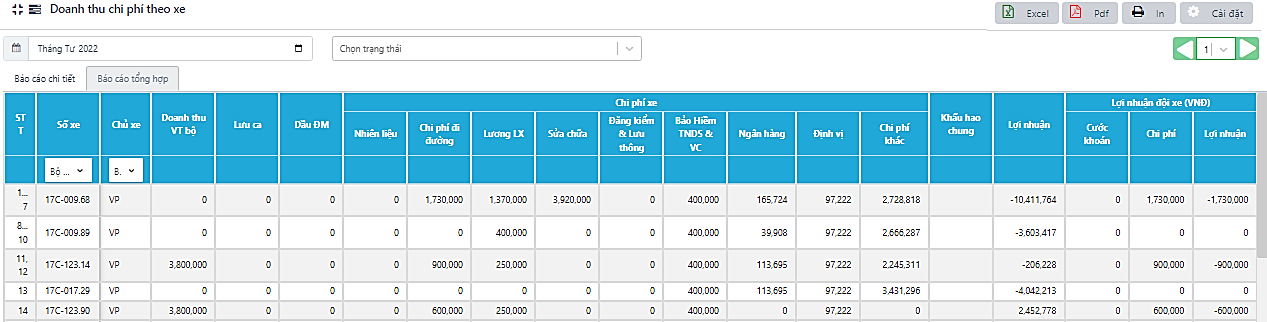 Doanh thu chi phí theo xe
Excel Pdf In Cài đặt
Tháng Tư 2022 Chọn trạng thái 1
Báo cáo chi tiết Báo cáo tổng hợp
STT Số xe Chủ xe Doanh thu VT bộ Lưu ca Dầu ĐM Chi phí xe Khấu hao chung Lợi nhuận Lợi nhuận đội xe (VNĐ)
Nhiên liệu Chi phí đi đường Lương LX Sửa chữa Đăng kiểm & Lưu thông Bảo Hiểm TNDS & VC Ngân hàng Định vị Chi phí khác Cước khoán Chi phí Lợi nhuận
Bộ ... B.
1... 7 17C-009.68 VP 0 0 0 0 1,730,000 1,370,000 3,920,000 0 400,000 165,724 97,222 2,728,818 -10,411,764 0 1,730,000 -1,730,000
8... 10 17C-009.89 VP 0 0 0 0 0 400,000 0 0 400,000 39,908 97,222 2,666,287 -3,603,417 0 0 0
11, 12 17C-123.14 VP 3,800,000 0 0 0 900,000 250,000 0 0 400,000 113,695 97,222 2,245,311 -206,228 0 900,000 -900,000
13 17C-017.29 VP 0 0 0 0 0 0 0 0 400,000 113,695 97,222 3,431,296 -4,042,213 0 0 0
14 17C-123.90 VP 3,800,000 0 0 0 600,000 250,000 0 0 400,000 0 97,222 0 2,452,778 0 600,000 -600,000